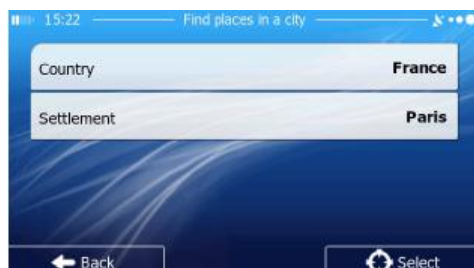 15:22 Find places in a city
Country France
Settlement Paris
Back Select